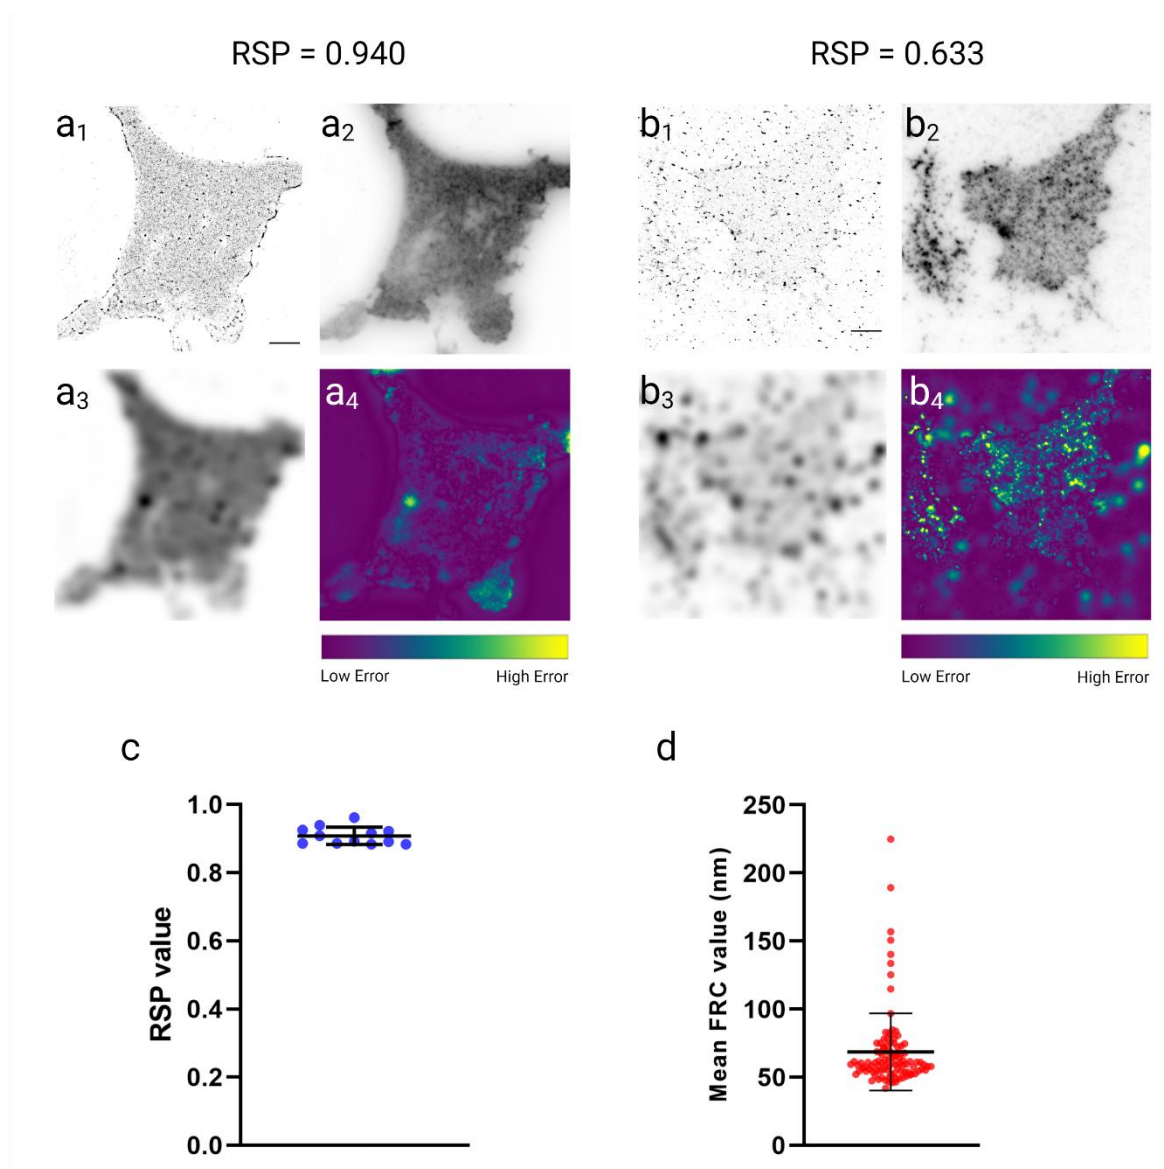 RSP = 0.940
RSP = 0.633
a1
a2
b1
b2
a3
a4
b3
b4
Low Error
High Error
Low Error
High Error
c
d
1.0
0.8
0.6
0.4
0.2
0.0
RSP value
250
200
150
100
50
0
Mean FRC value (nm)